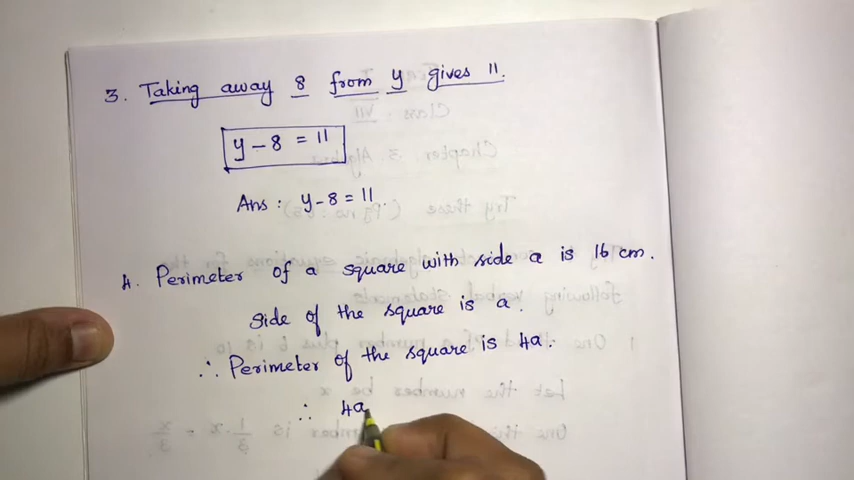 3. Taking away 8 from y gives 11.
y - 8 = 11
Ans : y - 8 = 11.
4. Perimeter of a square with side a is 16 cm.
Side of the square is a.
∴ Perimeter of the square is 4a.
∴ 4a